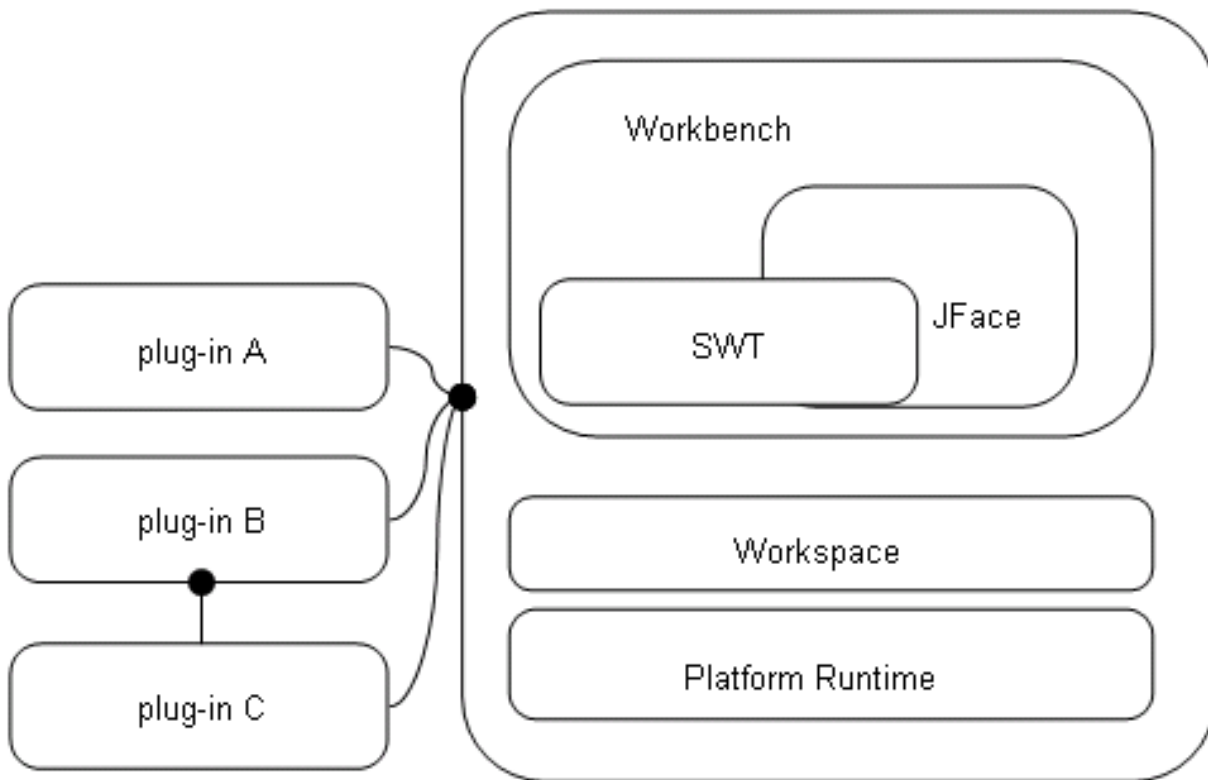 Workbench
JFace
SWT
plug-in A
plug-in B
plug-in C
Workspace
Platform Runtime